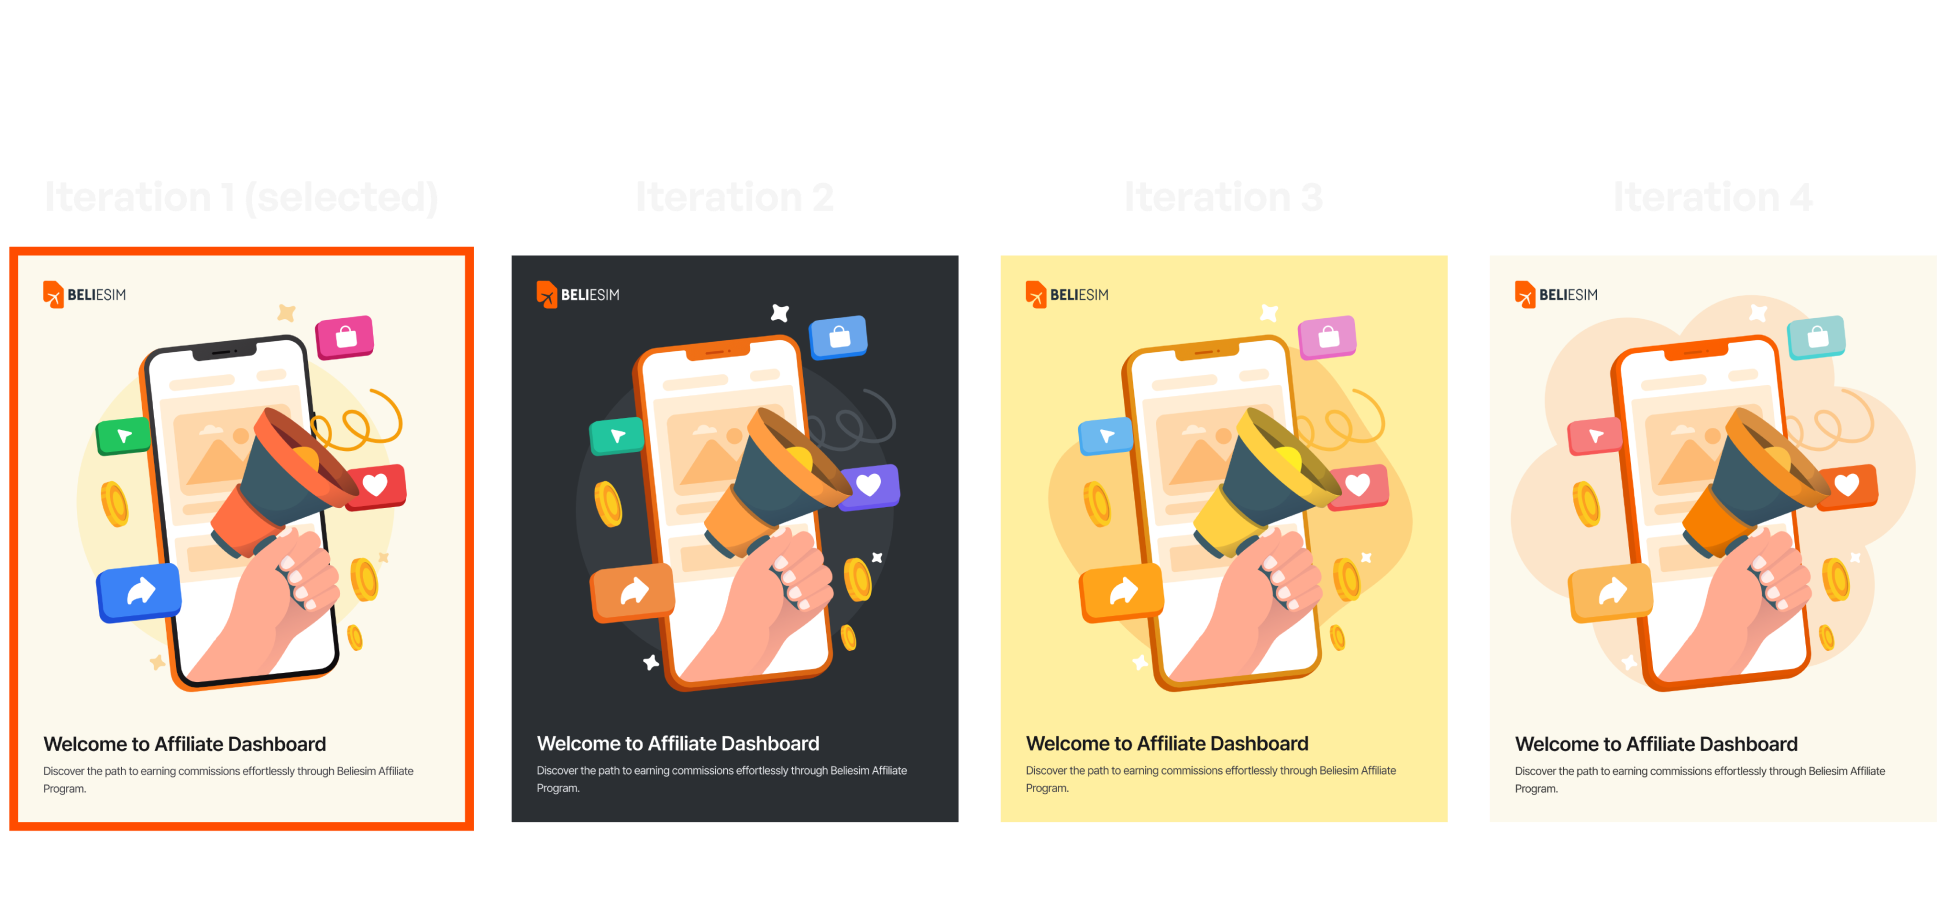 Iteration 1 (selected)
BELIESIM
Welcome to Affiliate Dashboard
Discover the path to earning commissions effortlessly through Beliesim Affiliate
Program.
Iteration 2
BELIESIM
Welcome to Affiliate Dashboard
Discover the path to earning commissions effortlessly through Beliesim Affiliate
Program.
Iteration 3
BELIESIM
Welcome to Affiliate Dashboard
Discover the path to earning commissions effortlessly through Beliesim Affiliate
Program.
Iteration 4
BELIESIM
Welcome to Affiliate Dashboard
Discover the path to earning commissions effortlessly through Beliesim Affiliate
Program.